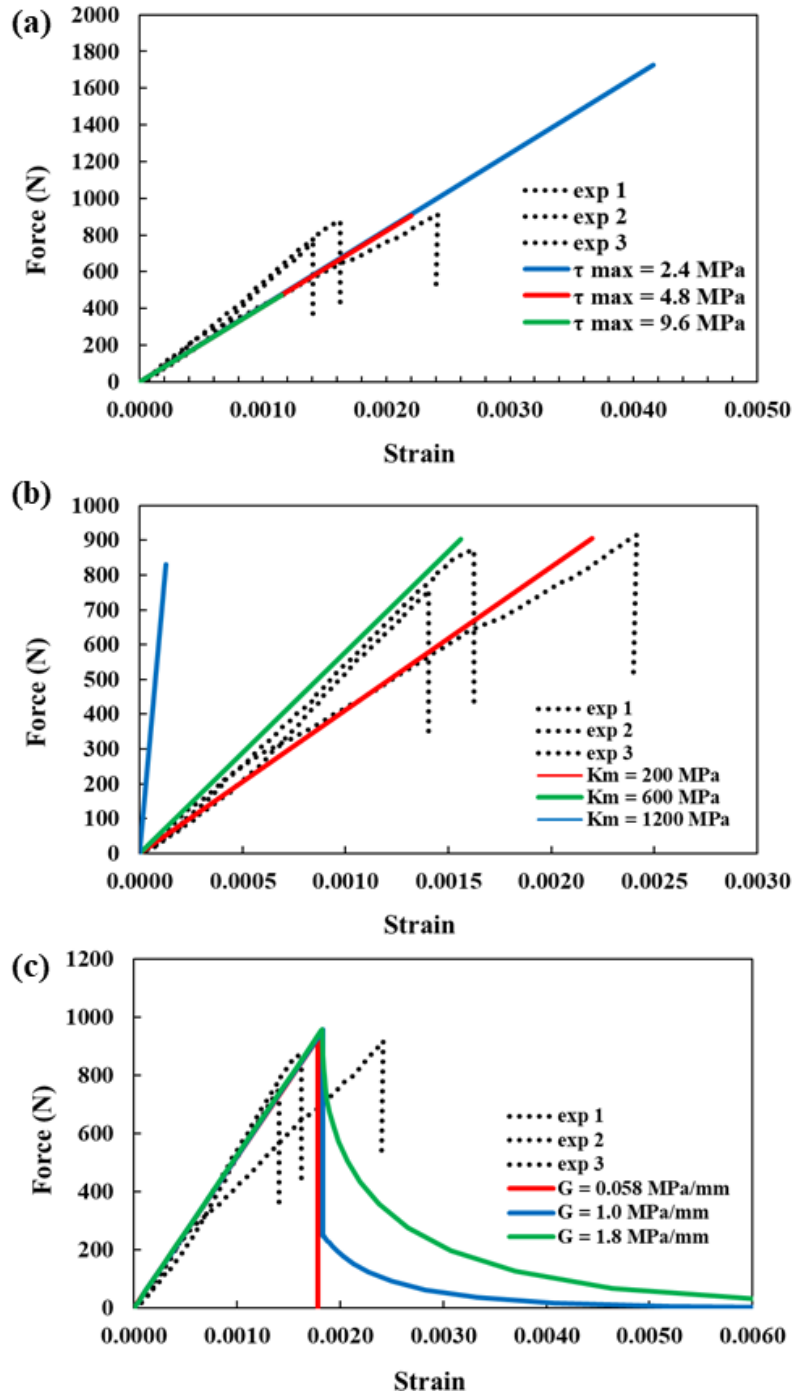 (a)
2000
1800
1600
1400
1200
1000
800
600
400
200
0
Force (N)
exp 1
exp 2
exp 3
τ max = 2.4 MPa
τ max = 4.8 MPa
τ max = 9.6 MPa
0.0000 0.0010 0.0020 0.0030 0.0040 0.0050
Strain
(b)
1000
900
800
700
600
500
400
300
200
100
0
Force (N)
exp 1
exp 2
exp 3
Km = 200 MPa
Km = 600 MPa
Km = 1200 MPa
0.0000 0.0005 0.0010 0.0015 0.0020 0.0025 0.0030
Strain
(c)
1200
1000
800
600
400
200
0
Force (N)
exp 1
exp 2
exp 3
G = 0.058 MPa/mm
G = 1.0 MPa/mm
G = 1.8 MPa/mm
0.0000 0.0010 0.0020 0.0030 0.0040 0.0050 0.0060
Strain